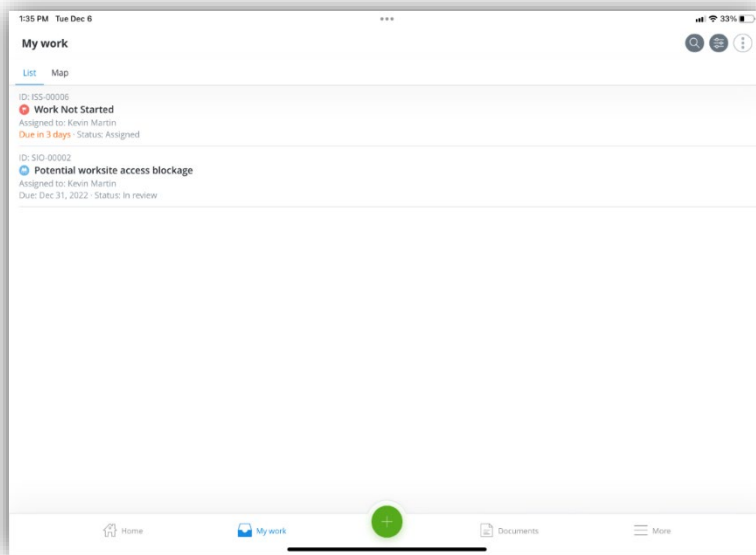 1:35 PM Tue Dec 6
33%
My work
List Map
ID: ISS-00006
Work Not Started
Assigned to: Kevin Martin
Due in 3 days · Status: Assigned
ID: SIO-00002
Potential worksite access blockage
Assigned to: Kevin Martin
Due: Dec 31, 2022 · Status: In review
Home My work Documents More